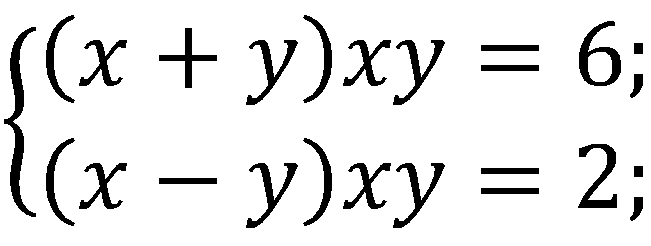 (x + y)xy = 6;
(x − y)xy = 2;